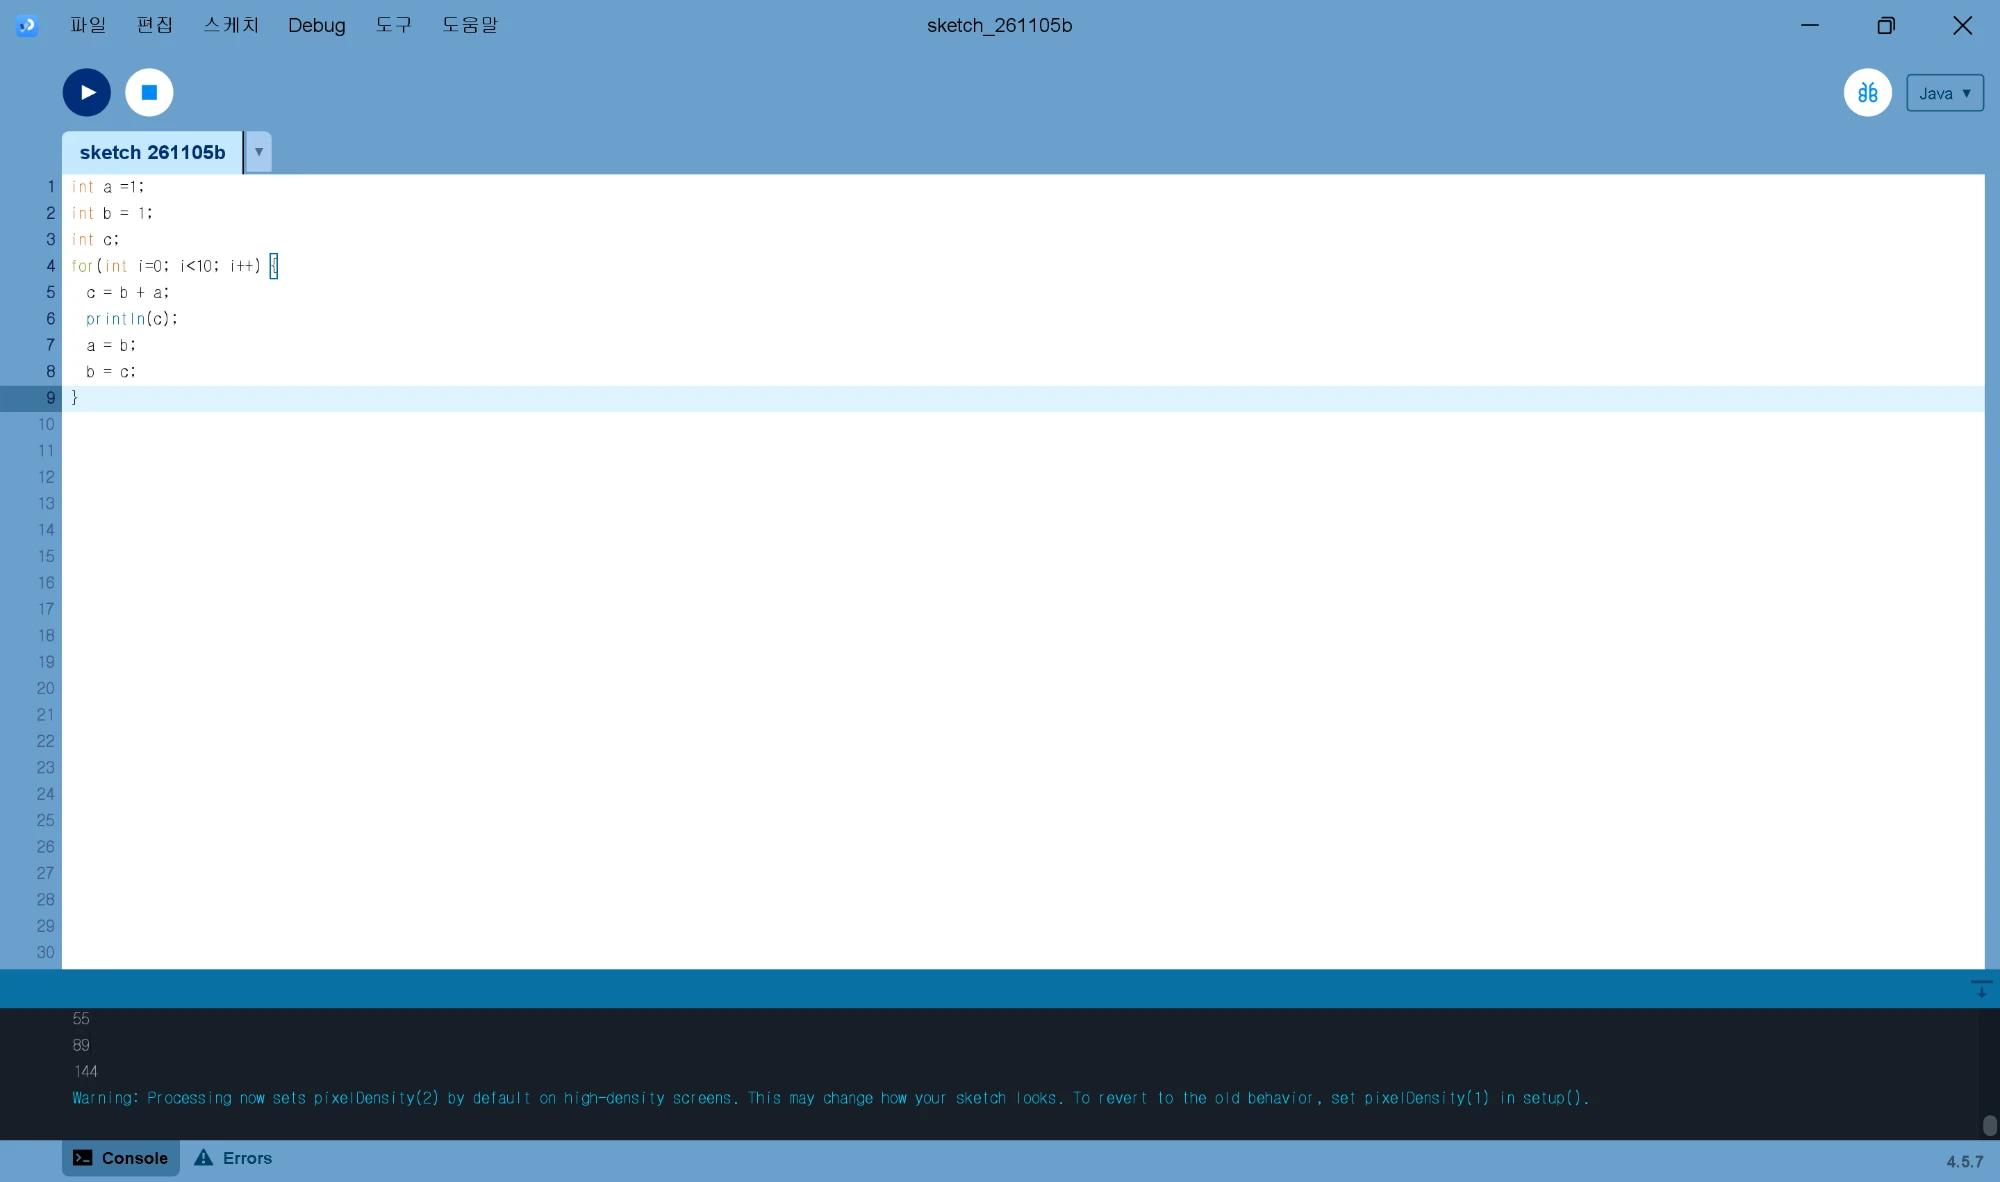 파일 편집 스케치 Debug 도구 도움말 sketch_261105b
Java ▼
sketch 261105b ▼
1 int a =1;
2 int b = 1;
3 int c;
4 for(int i=0; i<10; i++) {
5 c = b + a;
6 println(c);
7 a = b;
8 b = c;
9 }
10
11
12
13
14
15
16
17
18
19
20
21
22
23
24
25
26
27
28
29
30
55
89
144
Warning: Processing now sets pixelDensity(2) by default on high-density screens. This may change how your sketch looks. To revert to the old behavior, set pixelDensity(1) in setup().
Console Errors 4.5.7